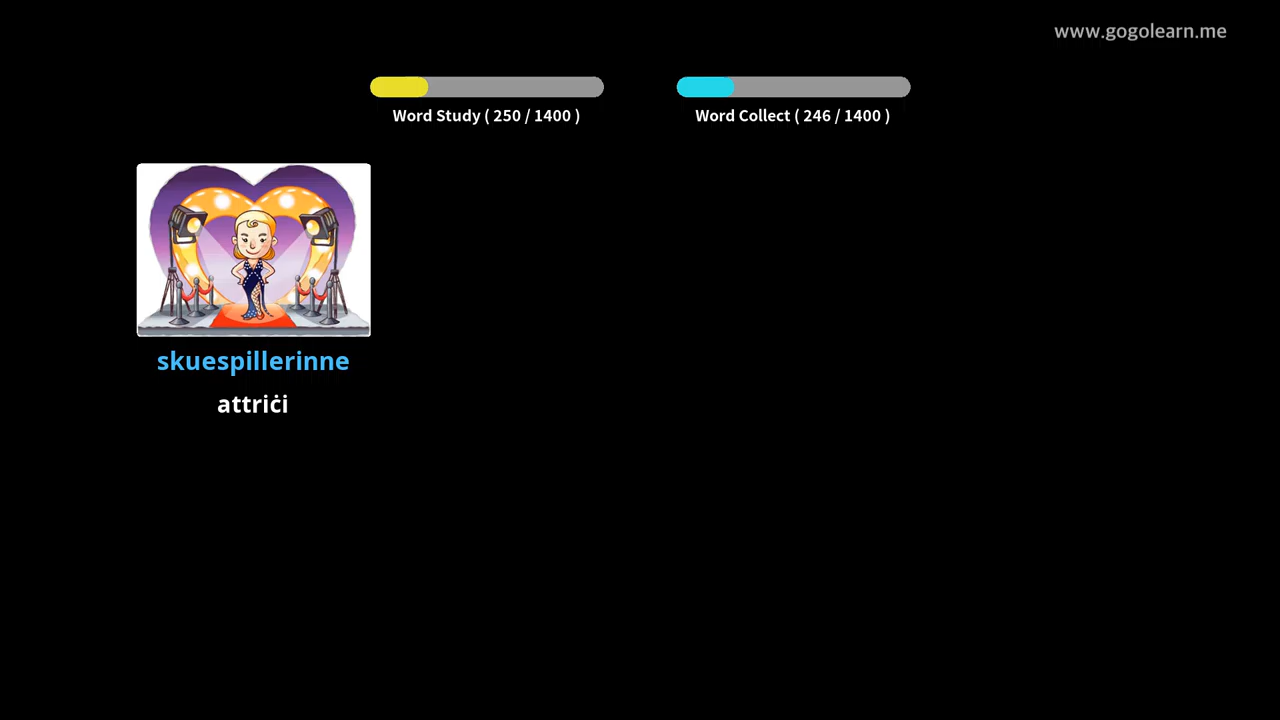 www.gogolearn.me
Word Study ( 250 / 1400 )
Word Collect ( 246 / 1400 )
skuespillerinne
attriċi